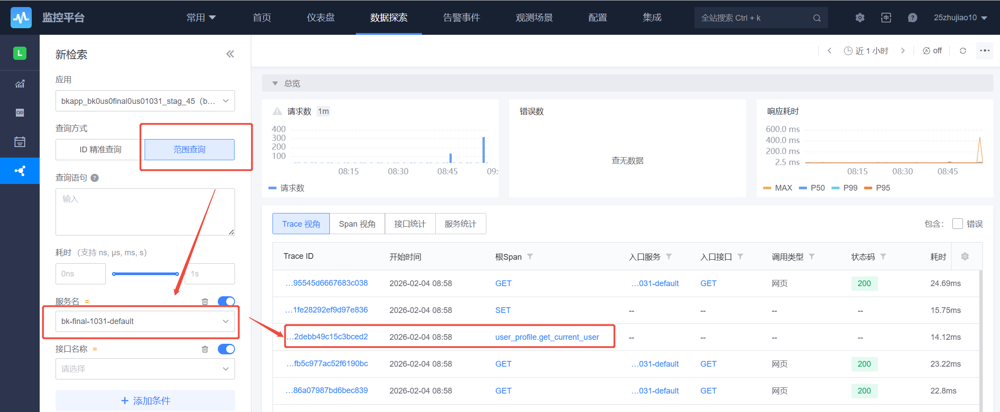 监控平台
常用
首页
仪表盘
数据探索
告警事件
观测场景
配置
集成
全站搜索 Ctrl + k
中
?
25zhujiao10
L
新检索
应用
bkapp_bk0us0final0us01031_stag_45（b...
查询方式
ID 精准查询
范围查询
查询语句 ?
输入
耗时 （支持 ns, μs, ms, s）
0ns
1s
服务名 =
bk-final-1031-default
接口名称 =
请选择
+ 添加条件
近 1 小时
off
总览
请求数 1m
400
300
200
100
08:15 08:30 08:45 09:
请求数
错误数
查无数据
响应耗时
600.0 ms
400.0 ms
200.0 ms
2.5 ms
08:15 08:30 08:45
MAX P50 P99 P95
Trace 视角 Span 视角 接口统计 服务统计
包含： 错误
Trace ID 开始时间 根Span 入口服务 入口接口 调用类型 状态码 耗时
...95545d6667683c038 2026-02-04 08:58 GET ...031-default GET 网页 200 24.69ms
...1fe28292ef9d97e836 2026-02-04 08:58 SET -- -- -- -- 15.75ms
...2debb49c15c3bced2 2026-02-04 08:58 user_profile.get_current_user -- -- -- -- 14.12ms
...fb5c977ac52f6190bc 2026-02-04 08:58 GET ...031-default GET 网页 200 23.22ms
...86a07987bd6bec839 2026-02-04 08:58 GET ...031-default GET 网页 200 22.8ms